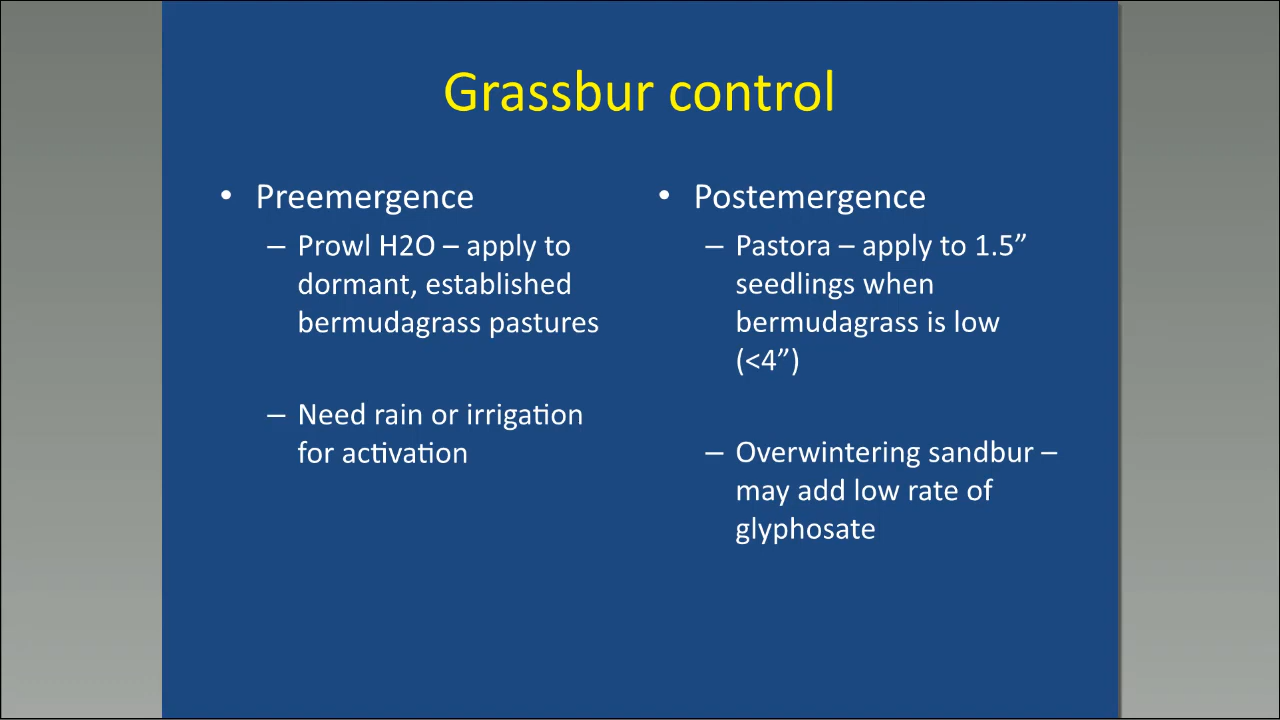 Grassbur control
• Preemergence
– Prowl H2O – apply to
dormant, established
bermudagrass pastures
– Need rain or irrigation
for activation
• Postemergence
– Pastora – apply to 1.5”
seedlings when
bermudagrass is low
(<4”)
– Overwintering sandbur –
may add low rate of
glyphosate